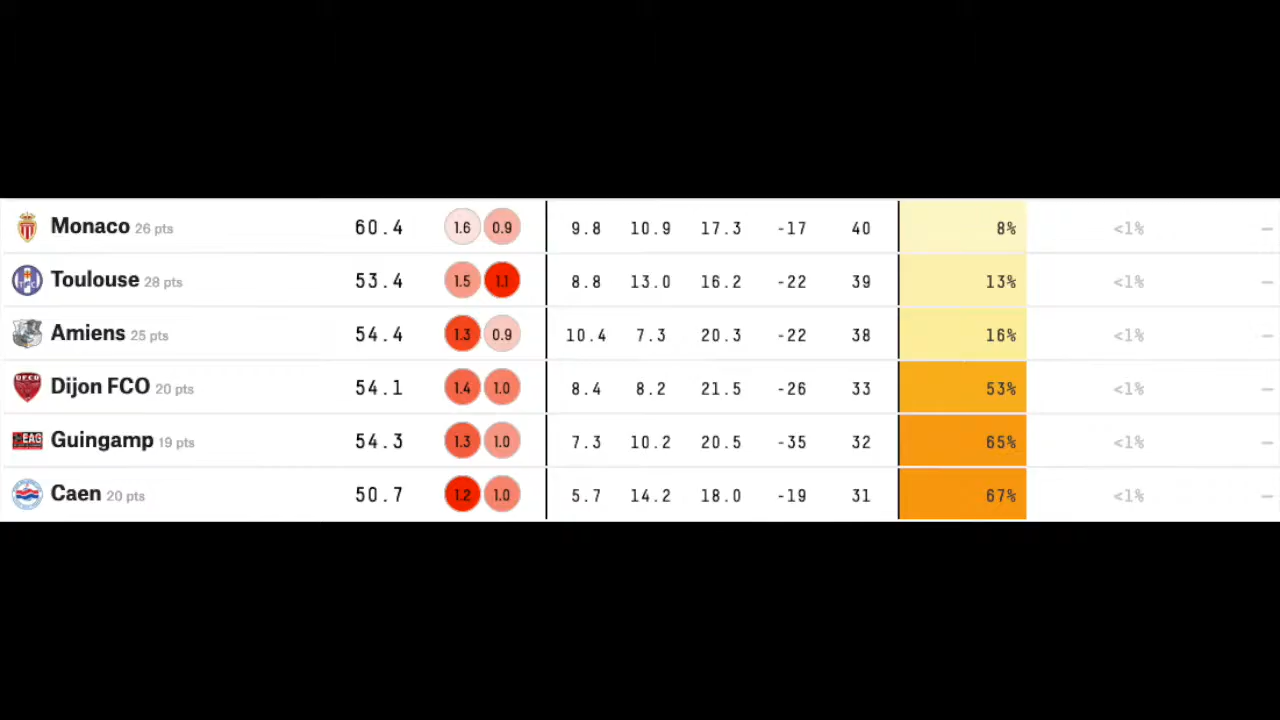 Monaco 26 pts 60.4 1.6 0.9 9.8 10.9 17.3 -17 40 8% <1% —
Toulouse 28 pts 53.4 1.5 1.1 8.8 13.0 16.2 -22 39 13% <1% —
Amiens 25 pts 54.4 1.3 0.9 10.4 7.3 20.3 -22 38 16% <1% —
Dijon FCO 20 pts 54.1 1.4 1.0 8.4 8.2 21.5 -26 33 53% <1% —
EAG Guingamp 19 pts 54.3 1.3 1.0 7.3 10.2 20.5 -35 32 65% <1% —
Caen 20 pts 50.7 1.2 1.0 5.7 14.2 18.0 -19 31 67% <1% —